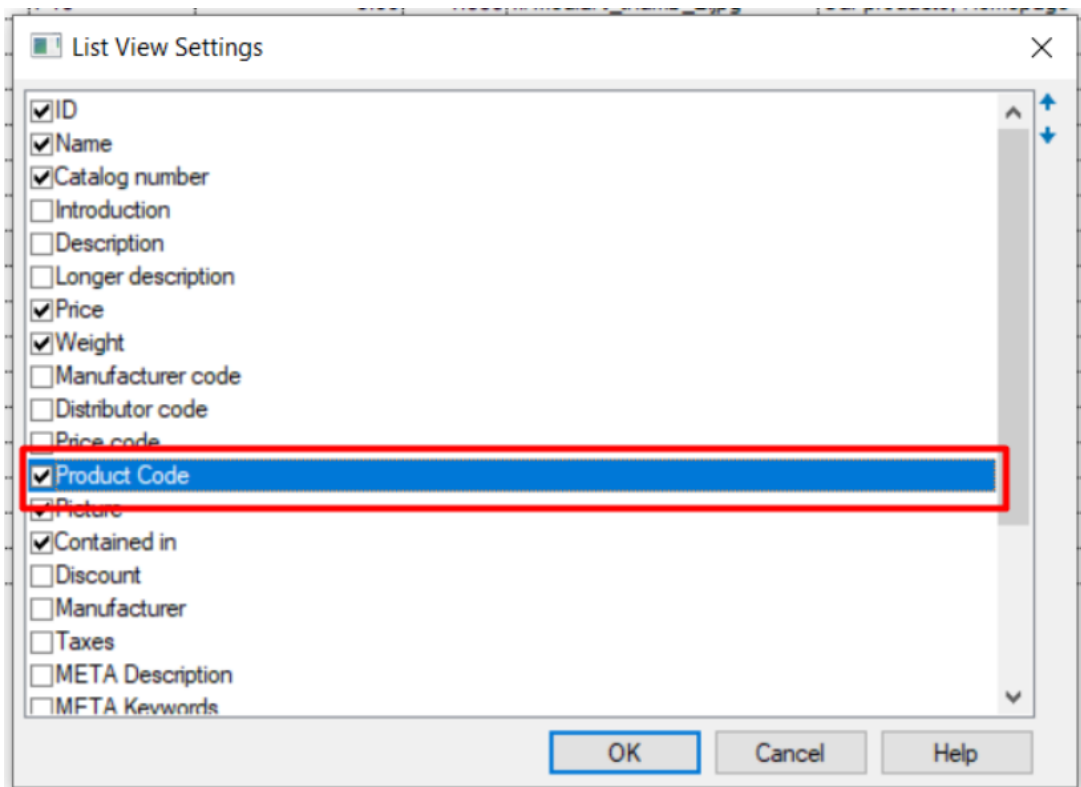 List View Settings
ID
Name
Catalog number
Introduction
Description
Longer description
Price
Weight
Manufacturer code
Distributor code
Price code
Product Code
Picture
Contained in
Discount
Manufacturer
Taxes
META Description
META Keywords
OK Cancel Help